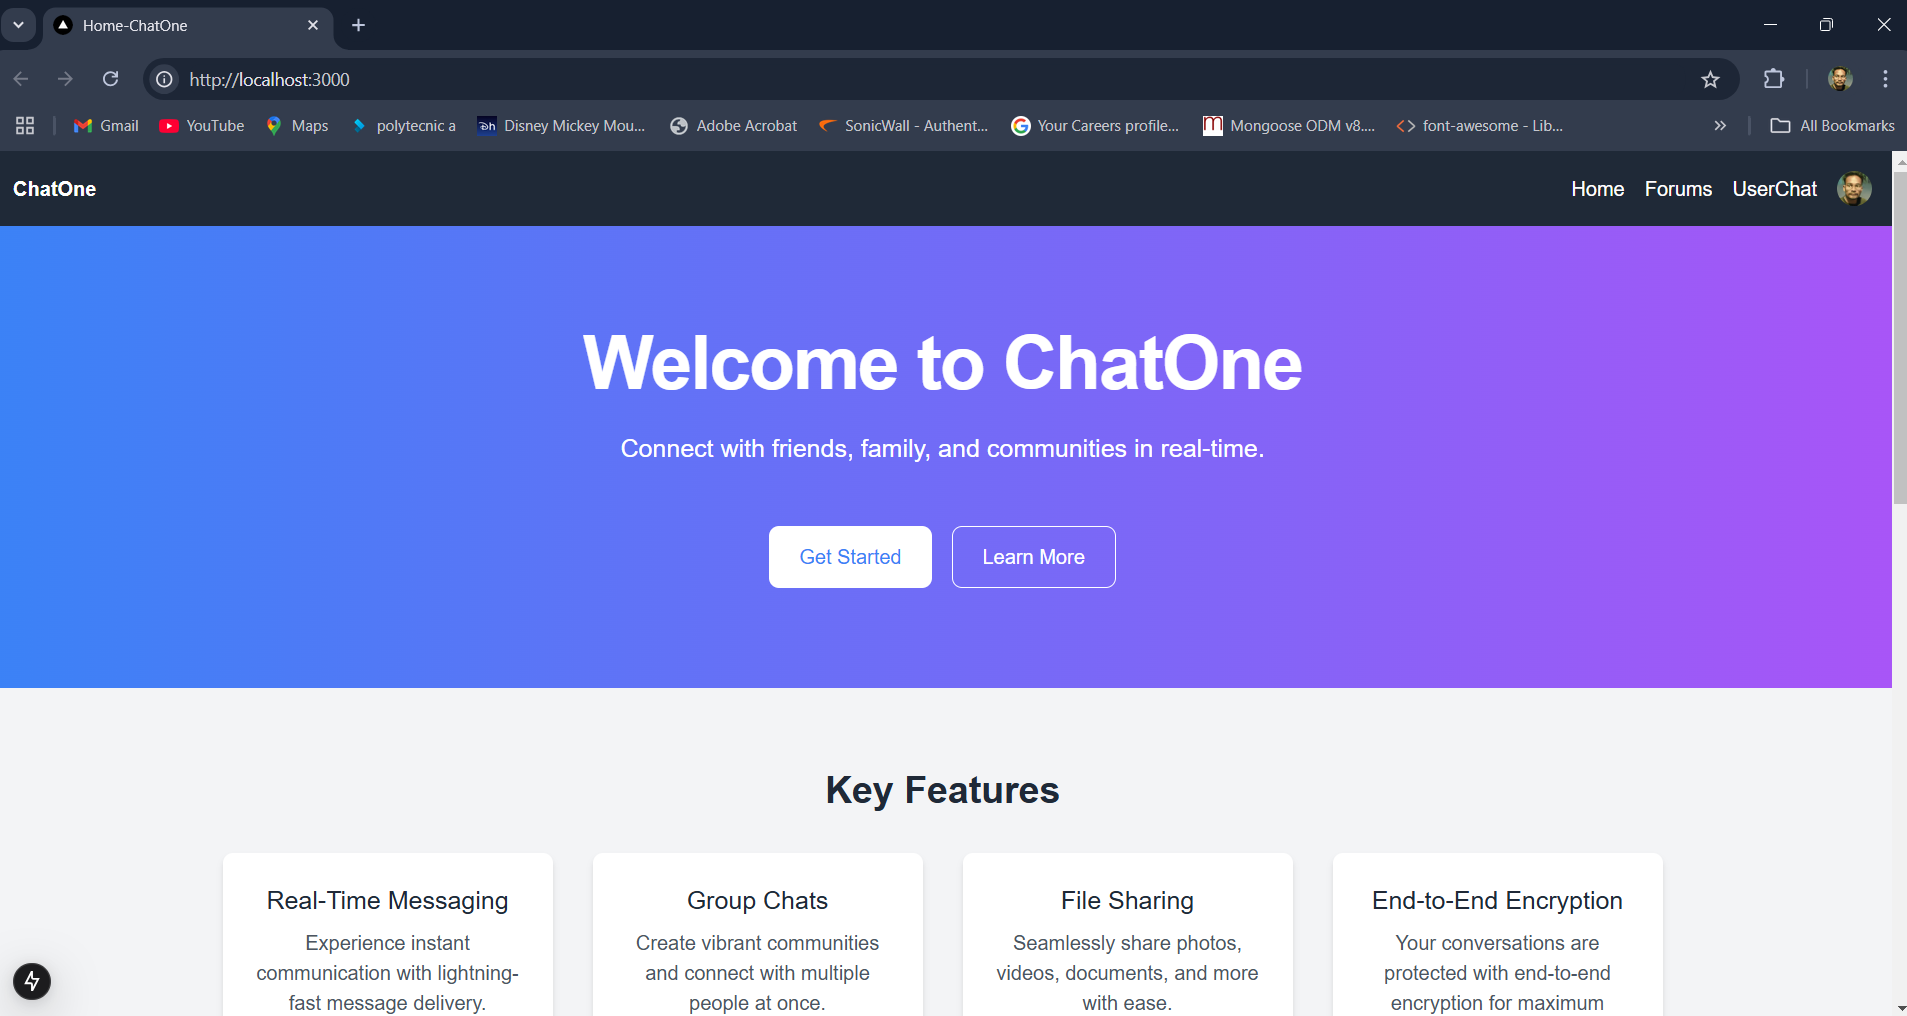 Home-ChatOne
http://localhost:3000
Gmail
YouTube
Maps
polytecnic a
Disney Mickey Mou...
Adobe Acrobat
SonicWall - Authent...
Your Careers profile...
Mongoose ODM v8....
font-awesome - Lib...
All Bookmarks
ChatOne
Home
Forums
UserChat
Welcome to ChatOne
Connect with friends, family, and communities in real-time.
Get Started
Learn More
Key Features
Real-Time Messaging
Experience instant
communication with lightning-
fast message delivery.
Group Chats
Create vibrant communities
and connect with multiple
people at once.
File Sharing
Seamlessly share photos,
videos, documents, and more
with ease.
End-to-End Encryption
Your conversations are
protected with end-to-end
encryption for maximum